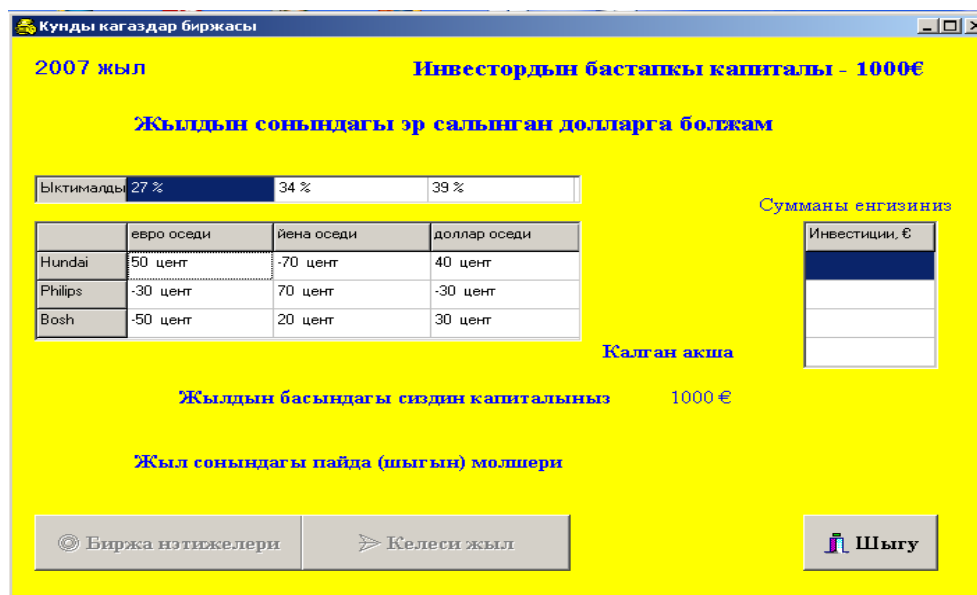 Кунды кагаздар биржасы
2007 жыл
Инвестордын бастапкы капиталы - 1000€
Жылдын сонындагы эр салынган долларга болжам
Ыктималды 27 % 34 % 39 %
Сумманы енгизиниз
евро оседи йена оседи доллар оседи
Инвестиции, €
Hundai 50 цент -70 цент 40 цент
Philips -30 цент 70 цент -30 цент
Bosh -50 цент 20 цент 30 цент
Калган акша
Жылдын басындагы сиздин капиталыныз 1000 €
Жыл сонындагы пайда (шыгын) молшери
Биржа нэтижелери
Келеси жыл
Шыгу